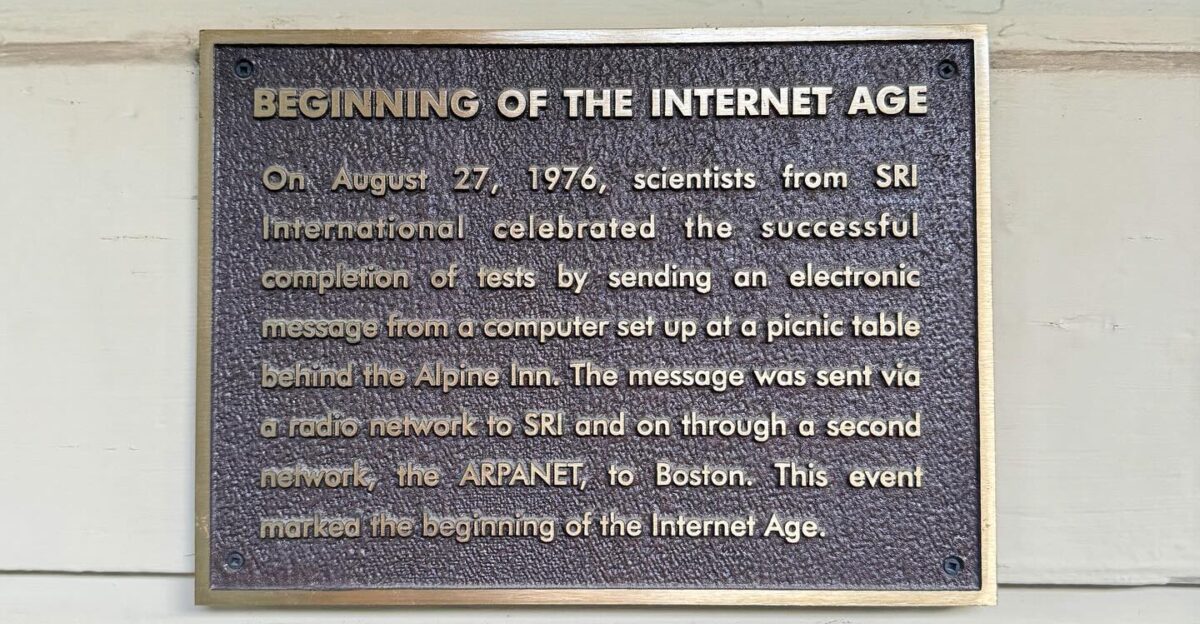 BEGINNING OF THE INTERNET AGE
On August 27, 1976, scientists from SRI
International celebrated the successful
completion of tests by sending an electronic
message from a computer set up at a picnic table
behind the Alpine Inn. The message was sent via
a radio network to SRI and on through a second
network, the ARPANET, to Boston. This event
marked the beginning of the Internet Age.